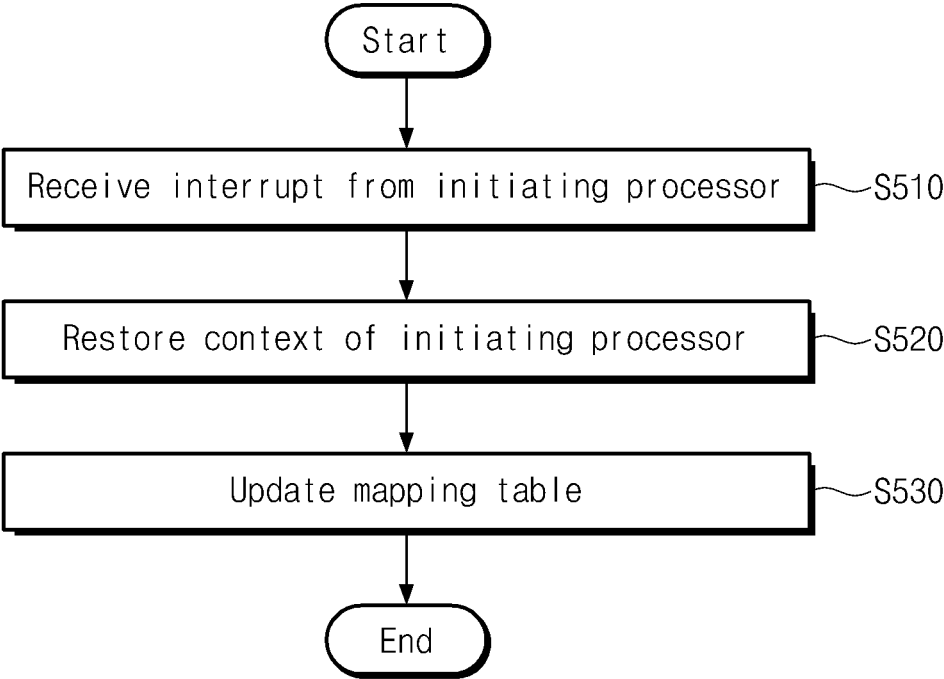 Start
Receive interrupt from initiating processor
S510
Restore context of initiating processor
S520
Update mapping table
S530
End